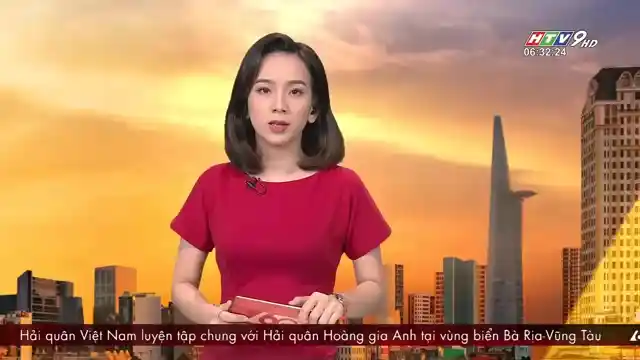 HTV9HD
06:32:24
Hải quân Việt Nam luyện tập chung với Hải quân Hoàng gia Anh tại vùng biển Bà Rịa-Vũng Tàu